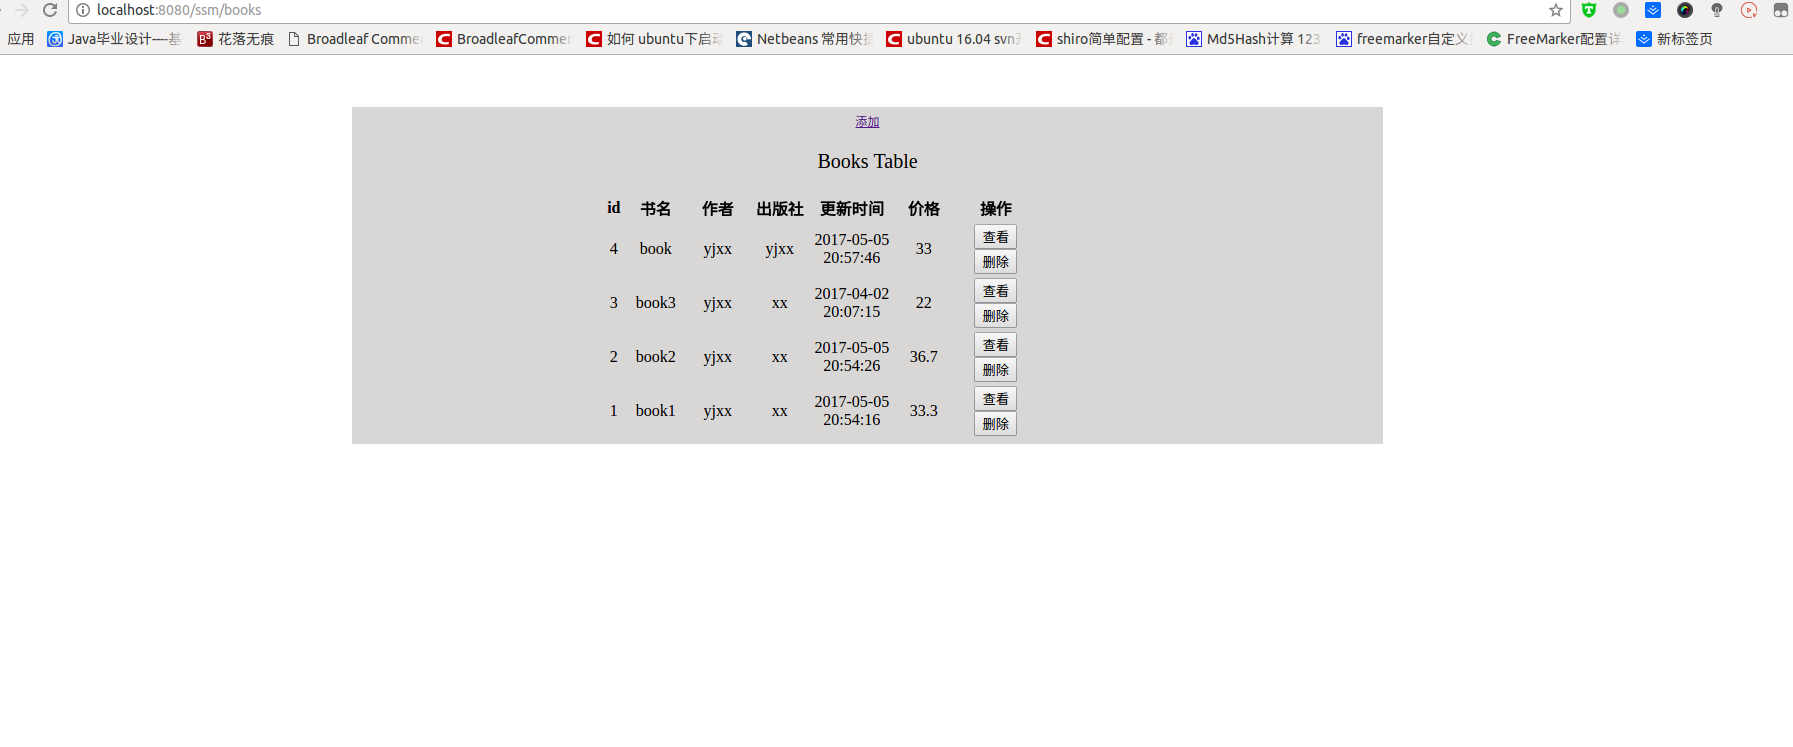 localhost:8080/ssm/books
应用 Java毕业设计----基 花落无痕 Broadleaf Comme BroadleafCommer 如何 ubuntu下启动 Netbeans 常用快捷 ubuntu 16.04 svn shiro简单配置 - 都 Md5Hash计算 123 freemarker自定义 FreeMarker配置详 新标签页
添加
Books Table
id 书名 作者 出版社 更新时间 价格 操作
4 book yjxx yjxx 2017-05-05 20:57:46 33 查看
删除
3 book3 yjxx xx 2017-04-02 20:07:15 22 查看
删除
2 book2 yjxx xx 2017-05-05 20:54:26 36.7 查看
删除
1 book1 yjxx xx 2017-05-05 20:54:16 33.3 查看
删除